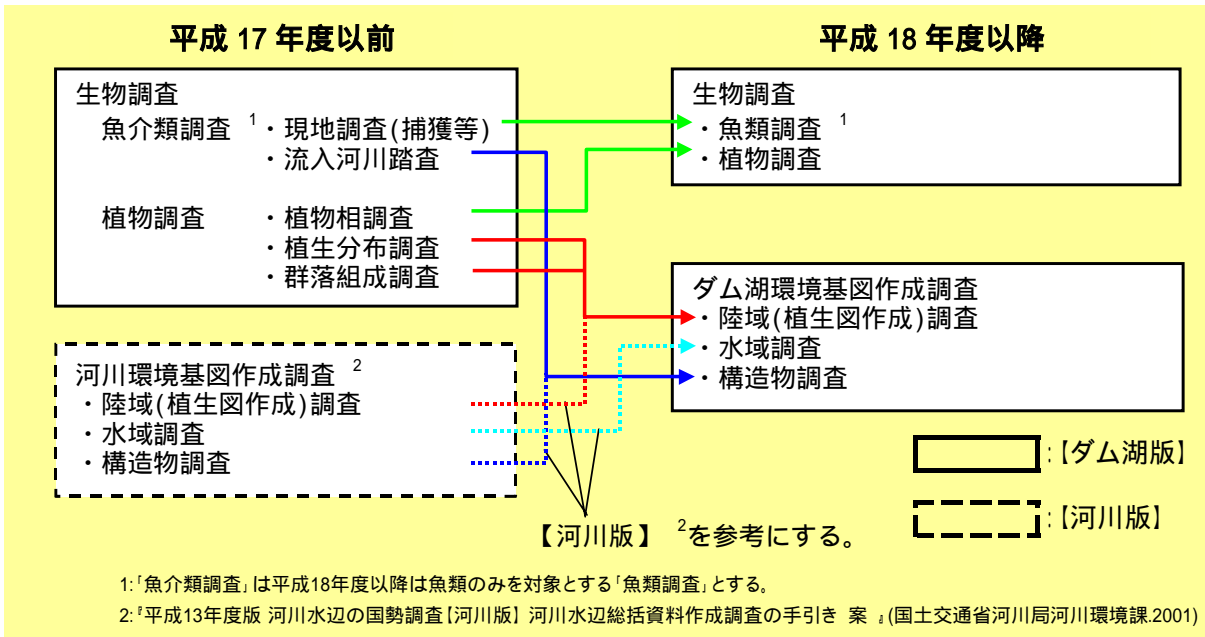 平成 17 年度以前
平成 18 年度以降
生物調査
魚介類調査 1・現地調査(捕獲等)
・流入河川踏査
植物調査 ・植物相調査
・植生分布調査
・群落組成調査
河川環境基図作成調査 2
・陸域(植生図作成)調査
・水域調査
・構造物調査
生物調査
・魚類調査 1
・植物調査
ダム湖環境基図作成調査
・陸域(植生図作成)調査
・水域調査
・構造物調査
:【ダム湖版】
:【河川版】
【河川版】 2を参考にする。
1:「魚介類調査」は平成18年度以降は魚類のみを対象とする「魚類調査」とする。
2:『平成13年度版 河川水辺の国勢調査【河川版】 河川水辺総括資料作成調査の手引き 案 』(国土交通省河川局河川環境課.2001)